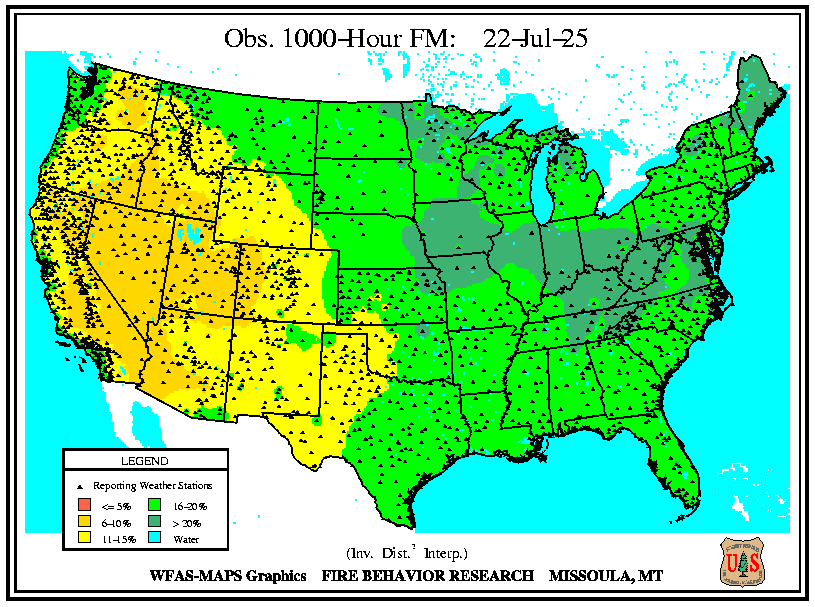 Obs. 1000-Hour FM: 22-Jul-25
LEGEND
Reporting Weather Stations
<= 5%
16-20%
6-10%
> 20%
11-15%
Water
(Inv. Dist.² Interp.)
WFAS-MAPS Graphics FIRE BEHAVIOR RESEARCH MISSOULA, MT
U S